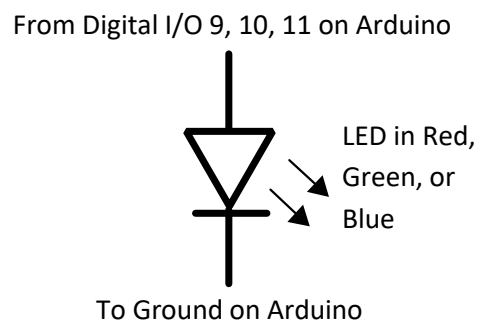 From Digital I/O 9, 10, 11 on Arduino
LED in Red,
Green, or
Blue
To Ground on Arduino